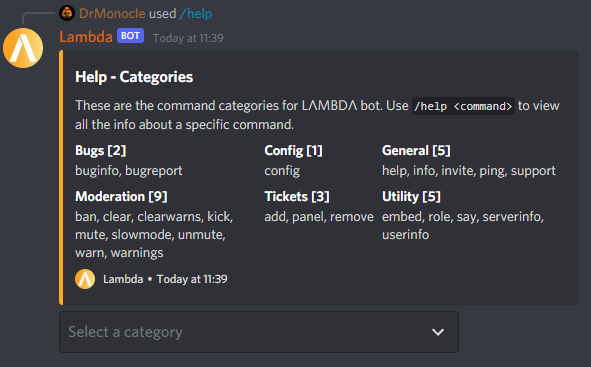 DrMonocle used /help
Lambda BOT Today at 11:39
Help - Categories
These are the command categories for LΛMBDΛ bot. Use /help <command> to view
all the info about a specific command.
Bugs [2] Config [1] General [5]
buginfo, bugreport config help, info, invite, ping, support
Moderation [9] Tickets [3] Utility [5]
ban, clear, clearwarns, kick, add, panel, remove embed, role, say, serverinfo,
mute, slowmode, unmute, userinfo
warn, warnings
Lambda • Today at 11:39
Select a category